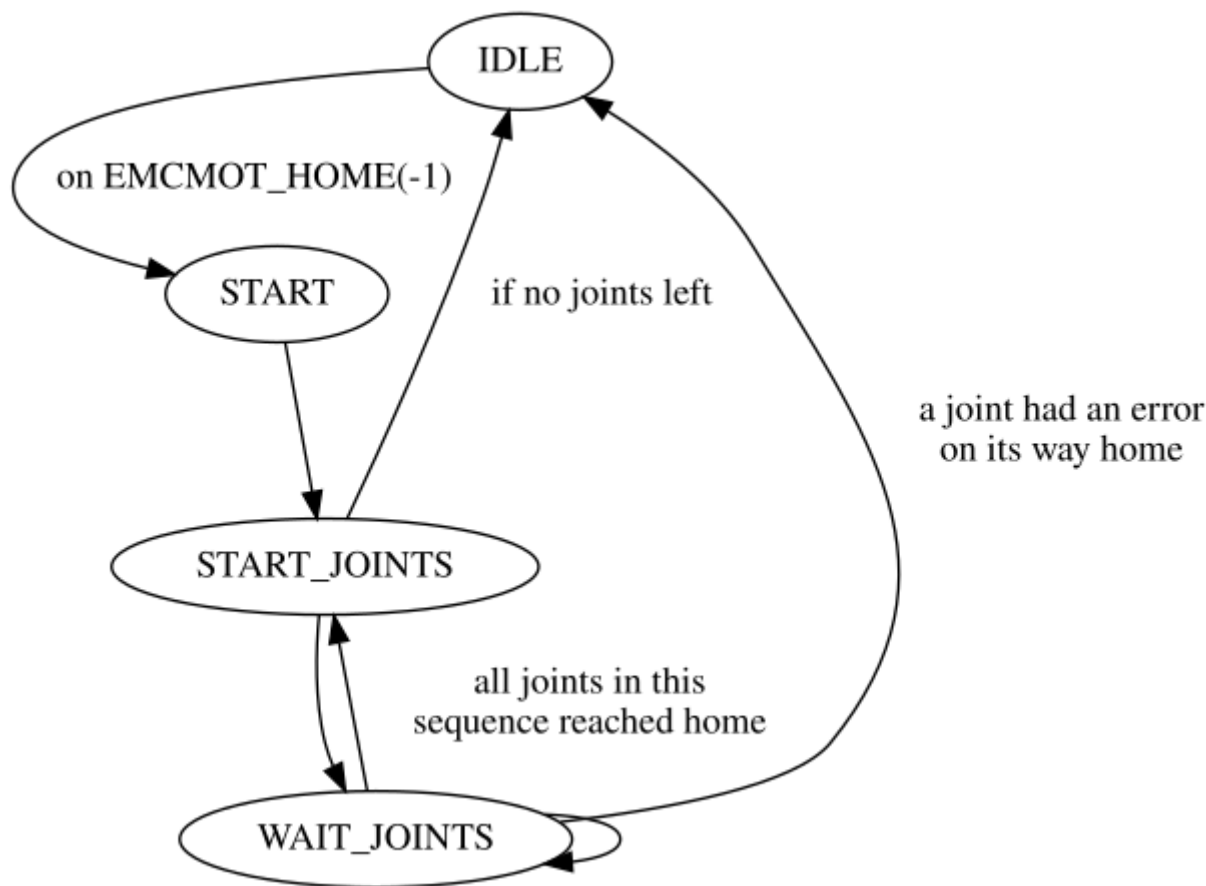 IDLE
on EMCMOT_HOME(-1)
START
if no joints left
a joint had an error
on its way home
START_JOINTS
all joints in this
sequence reached home
WAIT_JOINTS